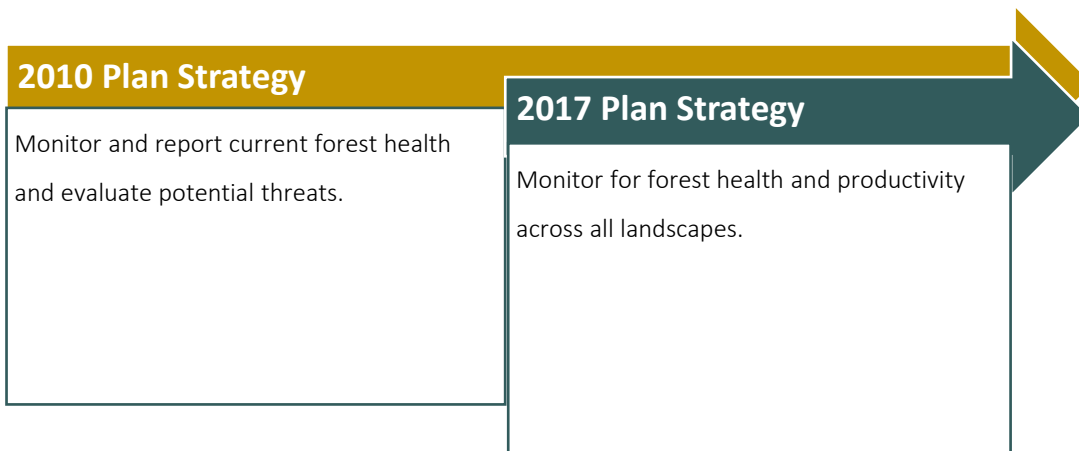 2010 Plan Strategy
Monitor and report current forest health
and evaluate potential threats.
2017 Plan Strategy
Monitor for forest health and productivity
across all landscapes.